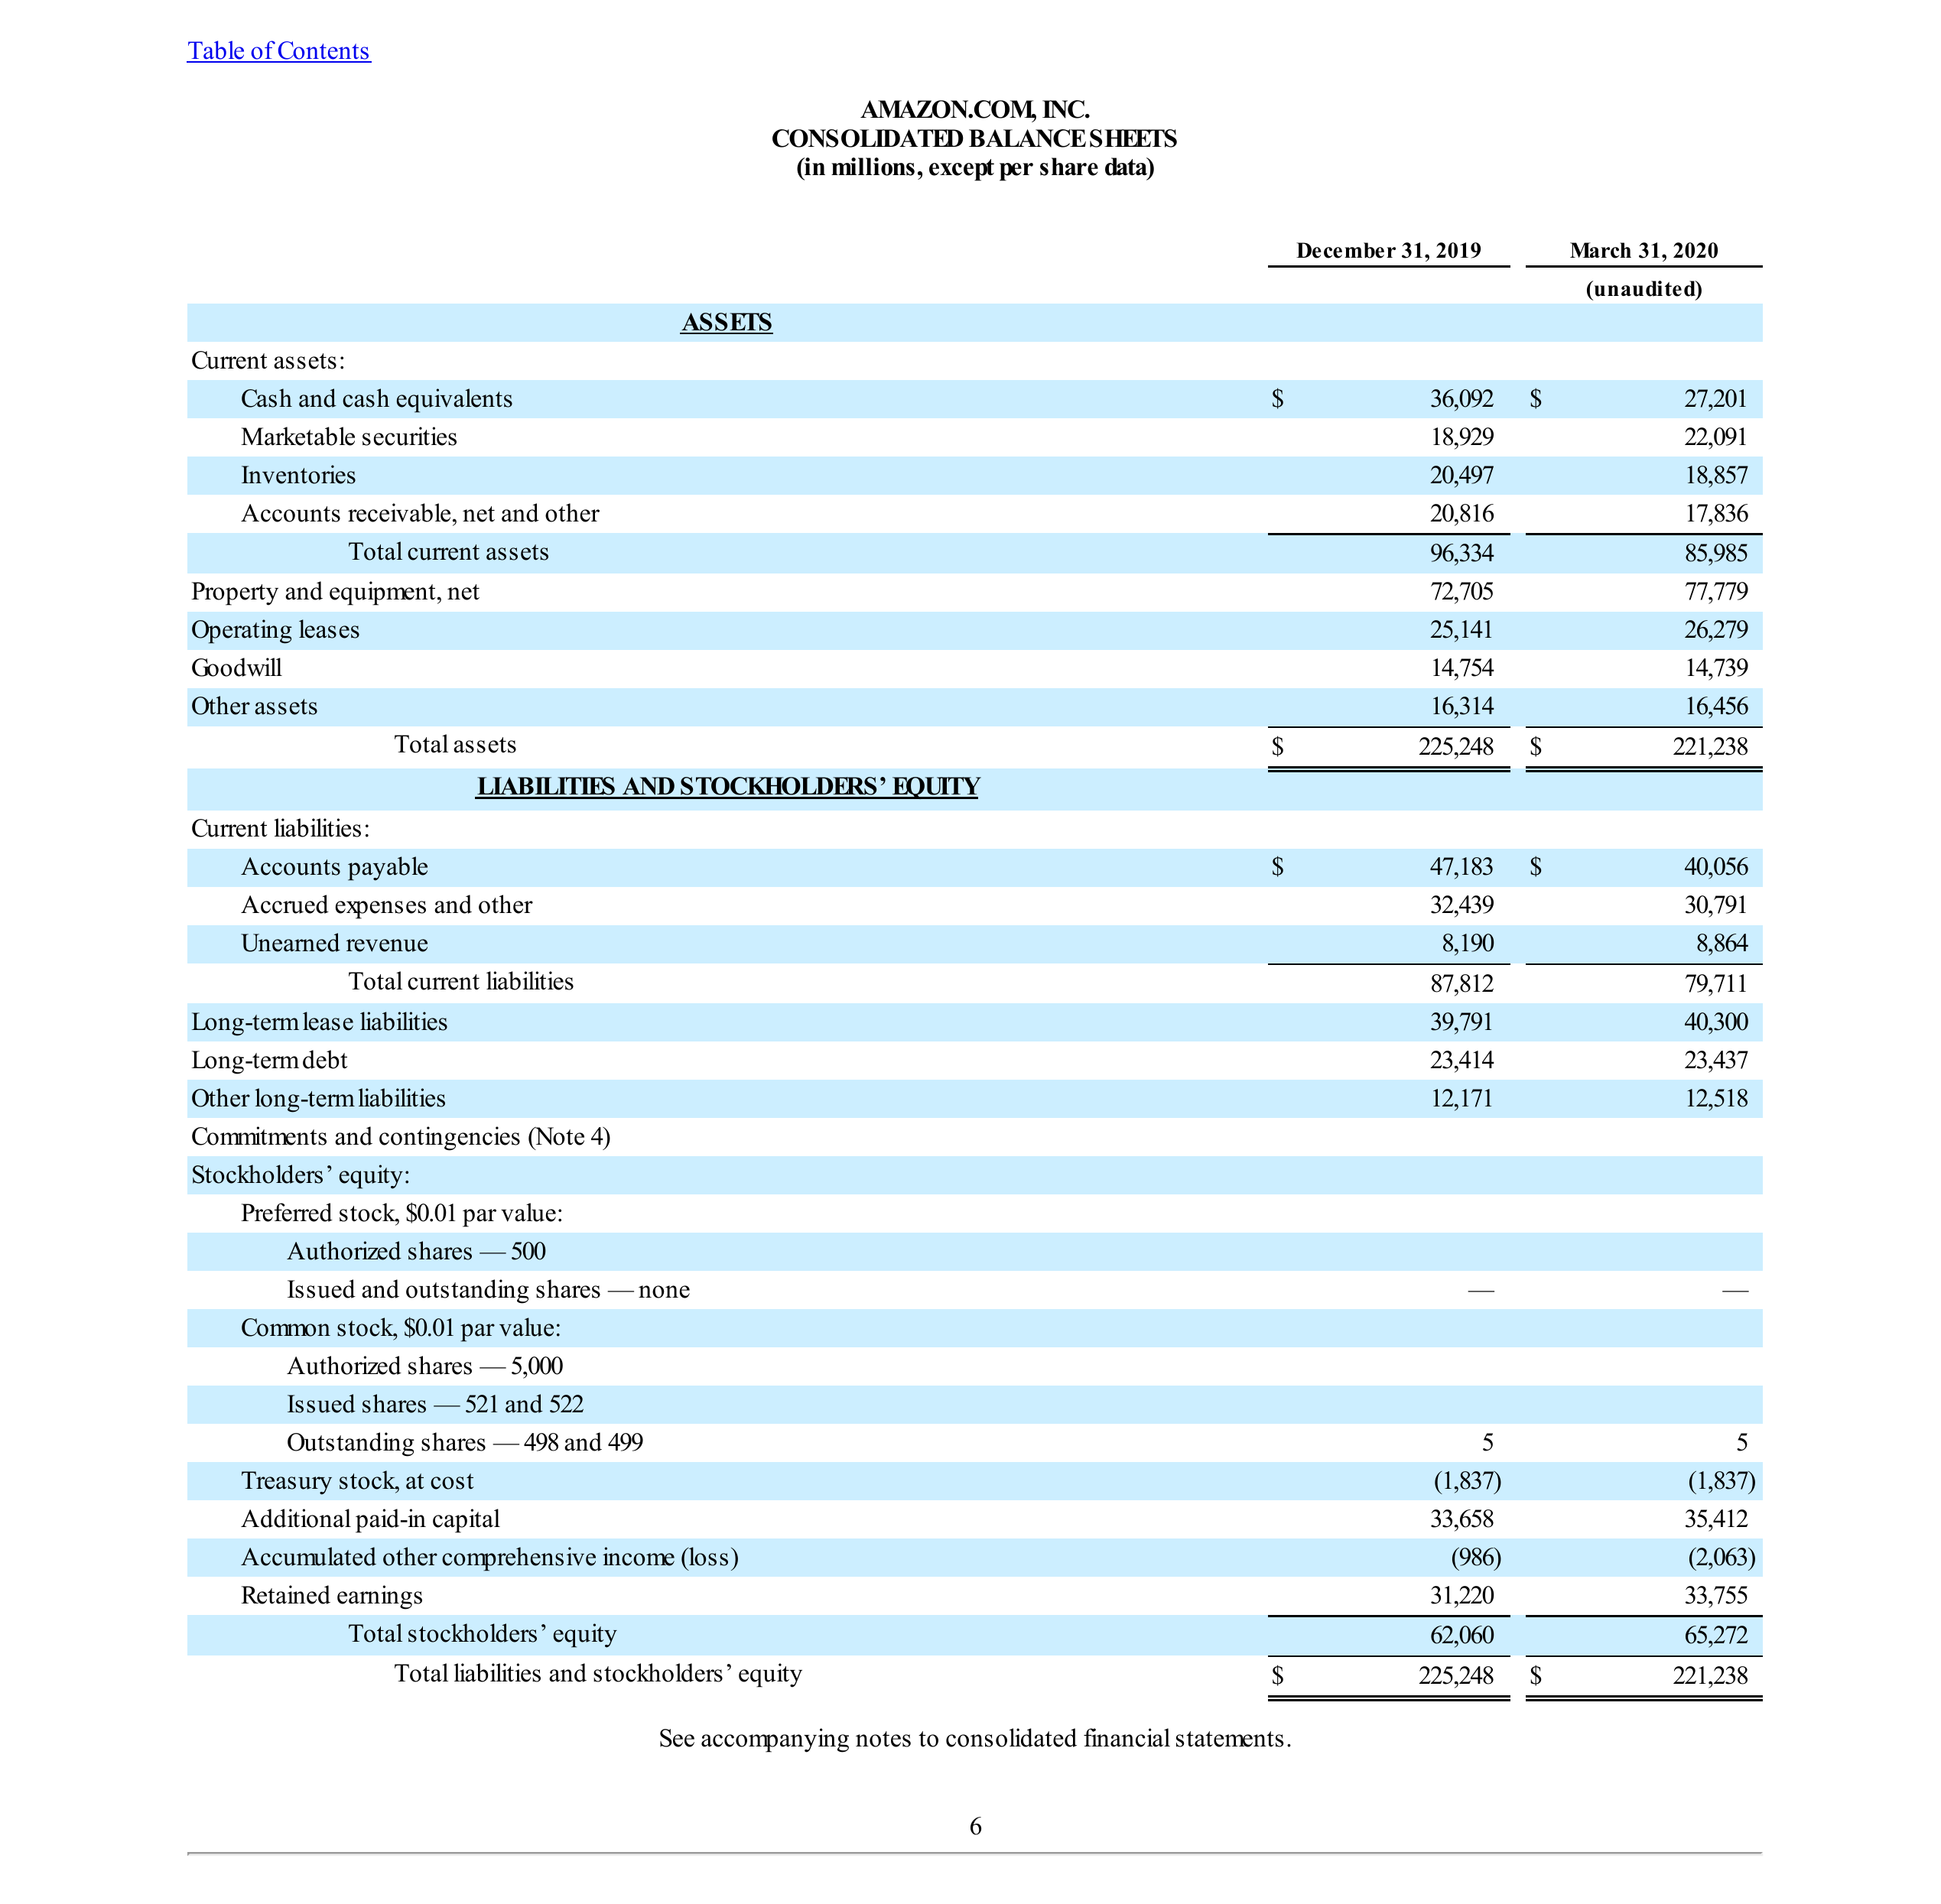 Table of Contents
AMAZON.COM, INC.
CONSOLIDATED BALANCE SHEETS
(in millions, except per share data)
December 31, 2019 March 31, 2020
(unaudited)
ASSETS
Current assets:
Cash and cash equivalents $ 36,092 $ 27,201
Marketable securities 18,929 22,091
Inventories 20,497 18,857
Accounts receivable, net and other 20,816 17,836
Total current assets 96,334 85,985
Property and equipment, net 72,705 77,779
Operating leases 25,141 26,279
Goodwill 14,754 14,739
Other assets 16,314 16,456
Total assets $ 225,248 $ 221,238
LIABILITIES AND STOCKHOLDERS’ EQUITY
Current liabilities:
Accounts payable $ 47,183 $ 40,056
Accrued expenses and other 32,439 30,791
Unearned revenue 8,190 8,864
Total current liabilities 87,812 79,711
Long-term lease liabilities 39,791 40,300
Long-term debt 23,414 23,437
Other long-term liabilities 12,171 12,518
Commitments and contingencies (Note 4)
Stockholders’ equity:
Preferred stock, $0.01 par value:
Authorized shares — 500
Issued and outstanding shares — none — —
Common stock, $0.01 par value:
Authorized shares — 5,000
Issued shares — 521 and 522
Outstanding shares — 498 and 499 5 5
Treasury stock, at cost (1,837) (1,837)
Additional paid-in capital 33,658 35,412
Accumulated other comprehensive income (loss) (986) (2,063)
Retained earnings 31,220 33,755
Total stockholders’ equity 62,060 65,272
Total liabilities and stockholders’ equity $ 225,248 $ 221,238
See accompanying notes to consolidated financial statements.
6